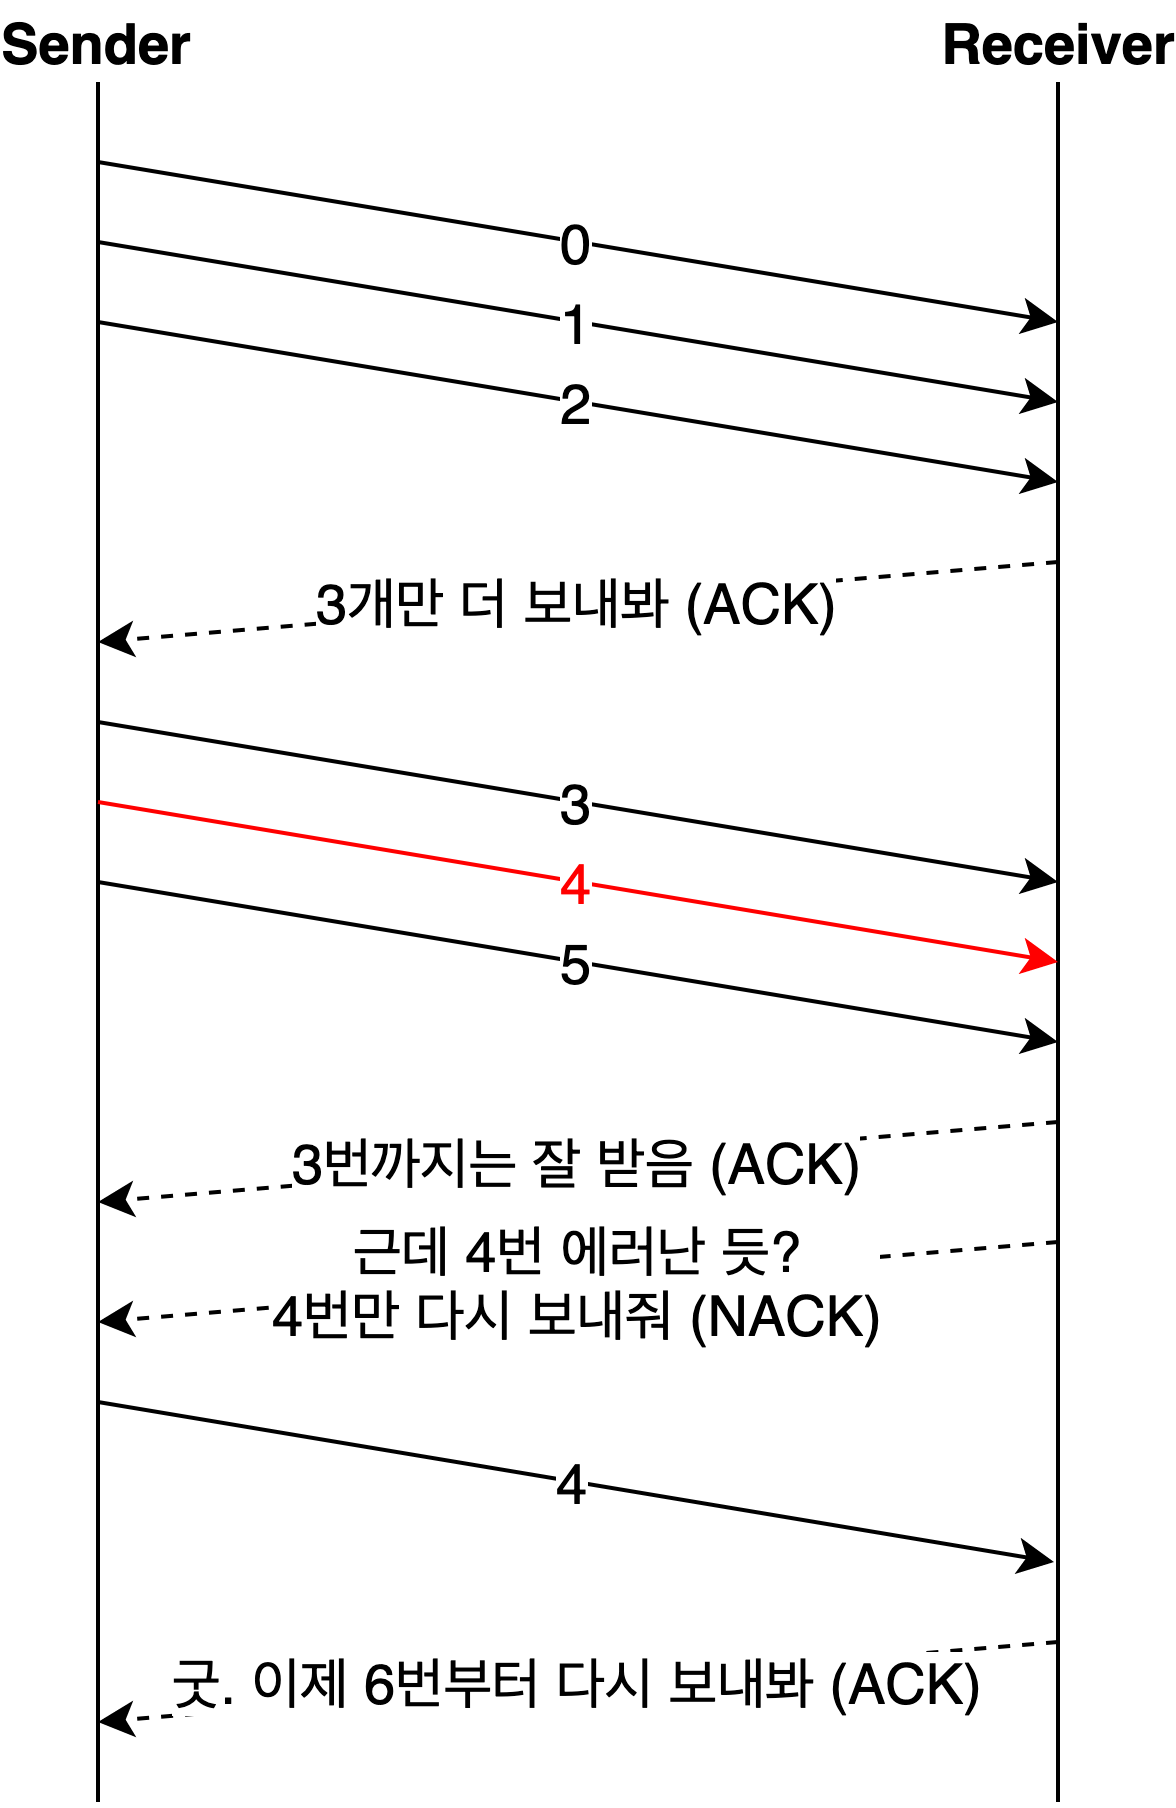 Sender
Receiver
0
1
2
3개만 더 보내봐 (ACK)
3
4
5
3번까지는 잘 받음 (ACK)
근데 4번 에러난 듯?
4번만 다시 보내줘 (NACK)
4
굿. 이제 6번부터 다시 보내봐 (ACK)